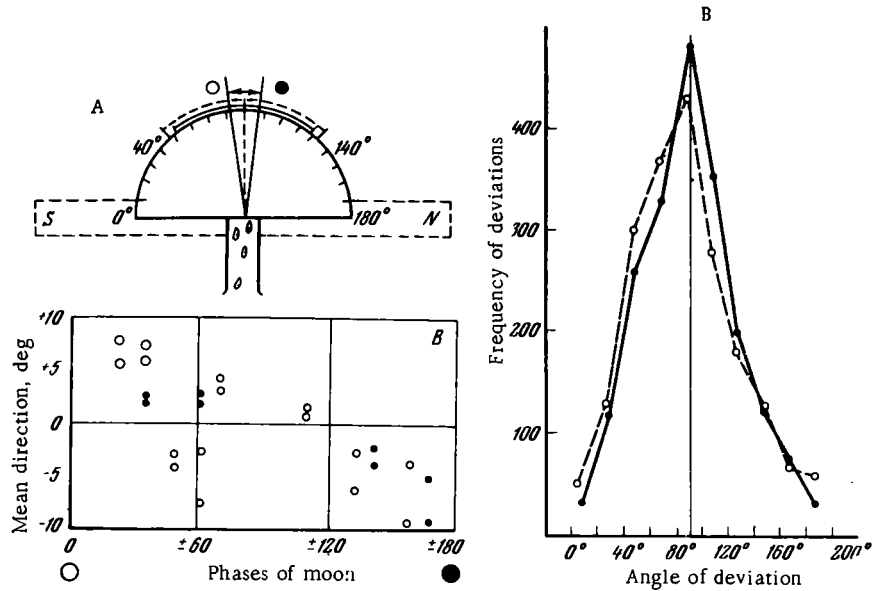 A
40°
140°
S
0°
180°
N
+10
+5
0
-5
-10
Mean direction, deg
B
0
±60
±120
±180
Phases of moon
B
400
300
200
100
Frequency of deviations
0°
40°
80°
120°
160°
200°
Angle of deviation